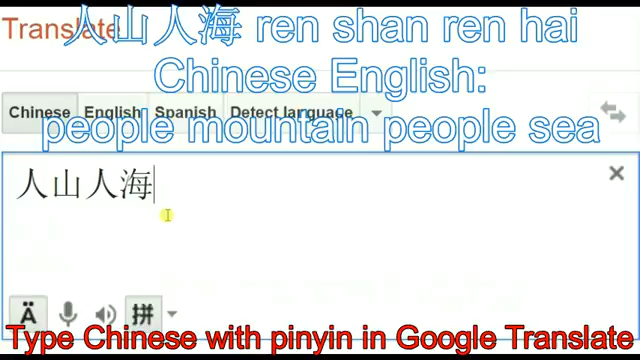 Translate
人山人海 ren shan ren hai
Chinese English:
Chinese English Spanish Detect language
people mountain people sea
人山人海
Ä 拼
Type Chinese with pinyin in Google Translate